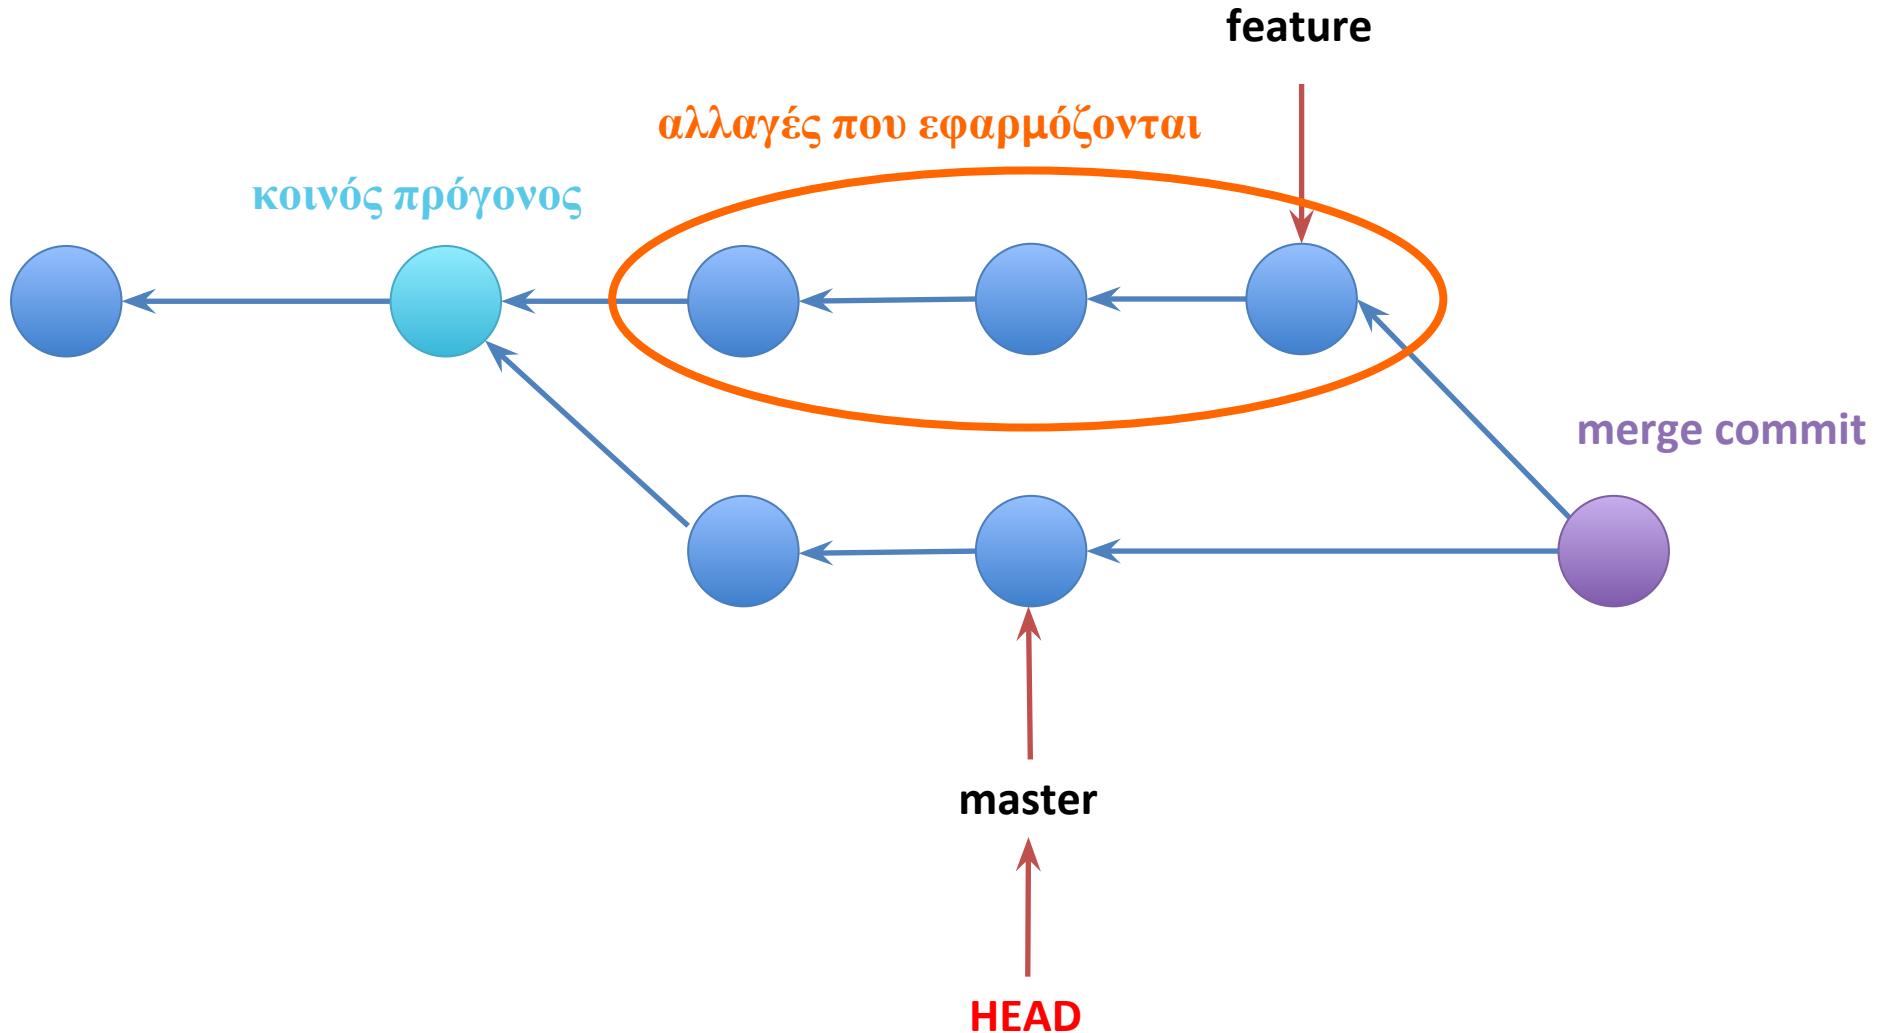 feature
αλλαγές που εφαρμόζονται
κοινός πρόγονος
merge commit
master
HEAD